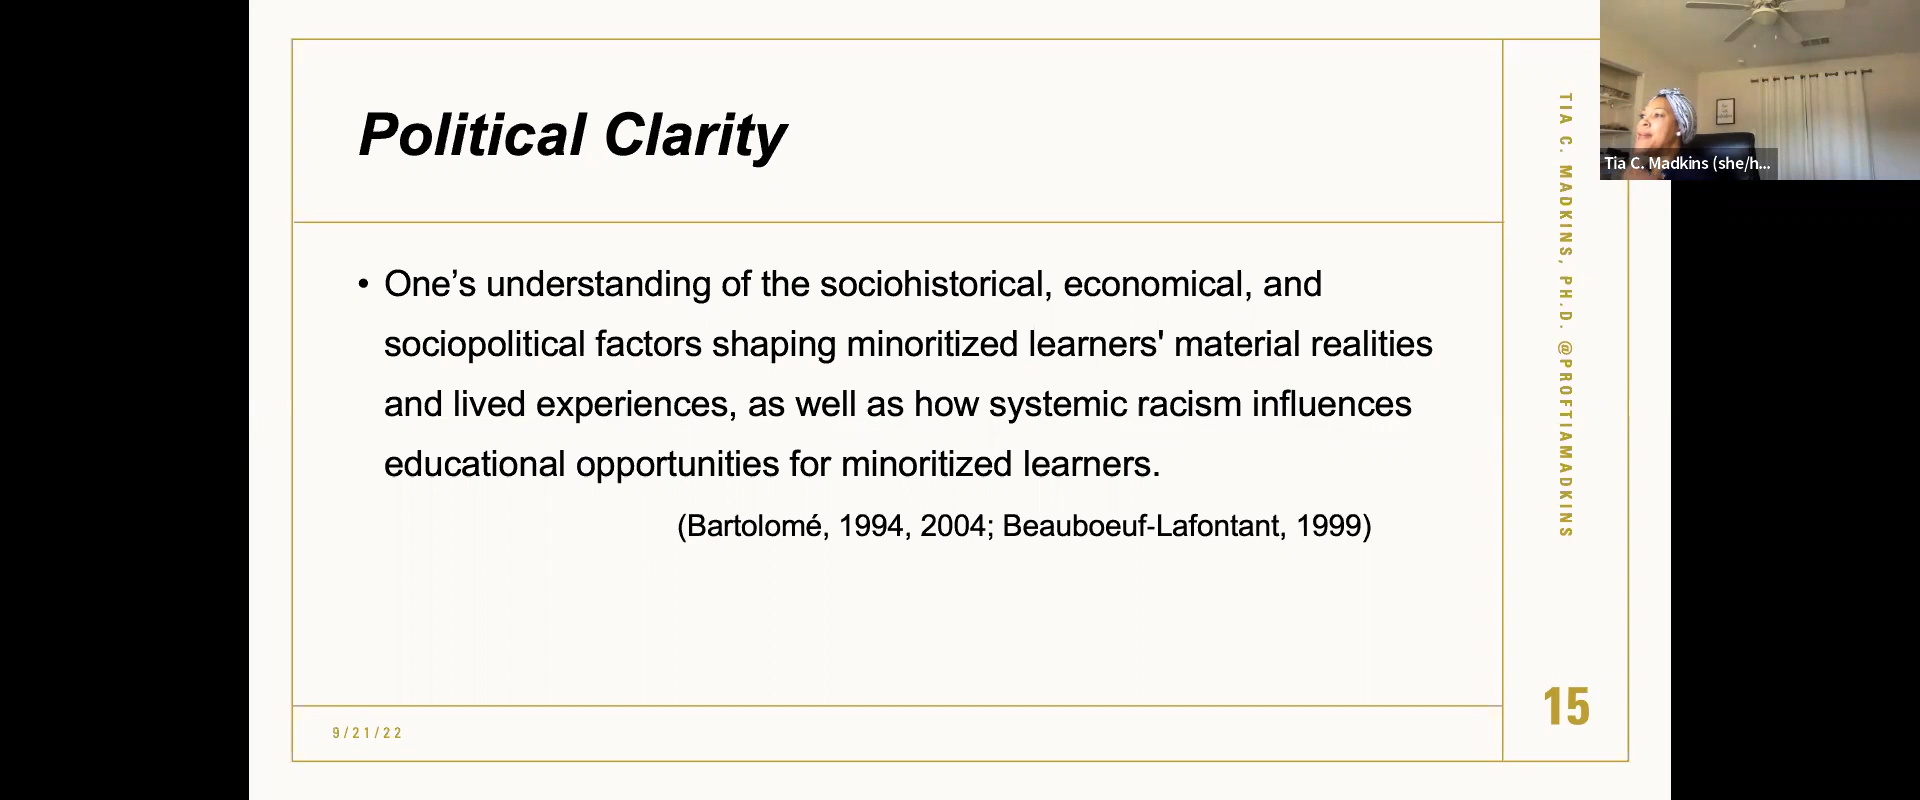 Political Clarity
• One’s understanding of the sociohistorical, economical, and
sociopolitical factors shaping minoritized learners' material realities
and lived experiences, as well as how systemic racism influences
educational opportunities for minoritized learners.
(Bartolomé, 1994, 2004; Beauboeuf-Lafontant, 1999)
9/21/22
TIA C. MADKINS, PH.D. @PROFTIAMADKINS
15
Tia C. Madkins (she/h...